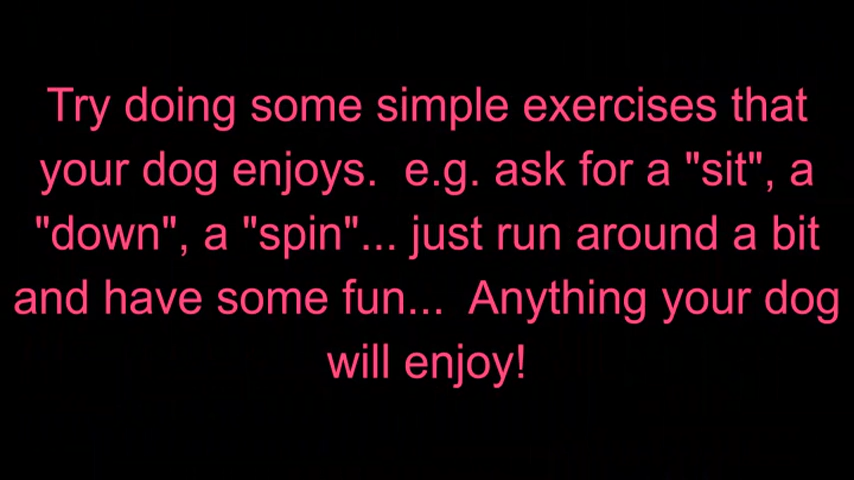 Try doing some simple exercises that
your dog enjoys.  e.g. ask for a "sit", a
"down", a "spin"... just run around a bit
and have some fun...  Anything your dog
will enjoy!